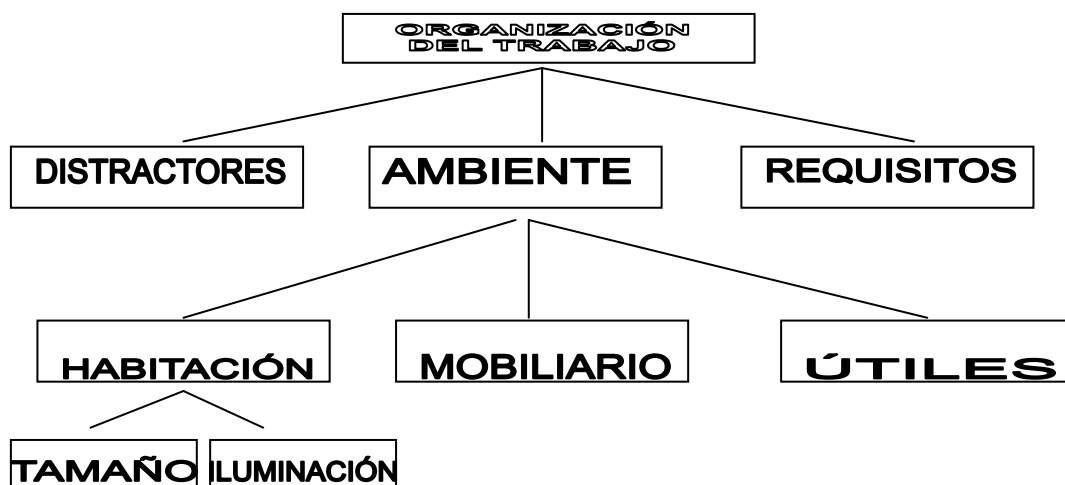 ORGANIZACIÓN
DEL TRABAJO
DISTRACTORES
AMBIENTE
REQUISITOS
HABITACIÓN
MOBILIARIO
ÚTILES
TAMAÑO
ILUMINACIÓN